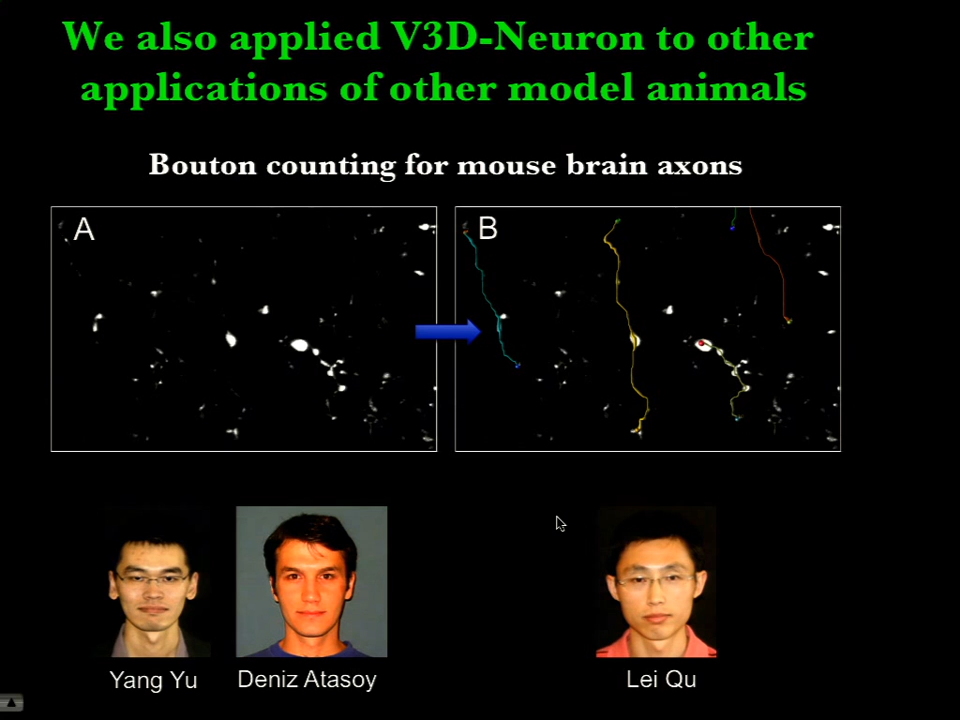 We also applied V3D-Neuron to other
applications of other model animals
Bouton counting for mouse brain axons
A
B
Yang Yu
Deniz Atasoy
Lei Qu